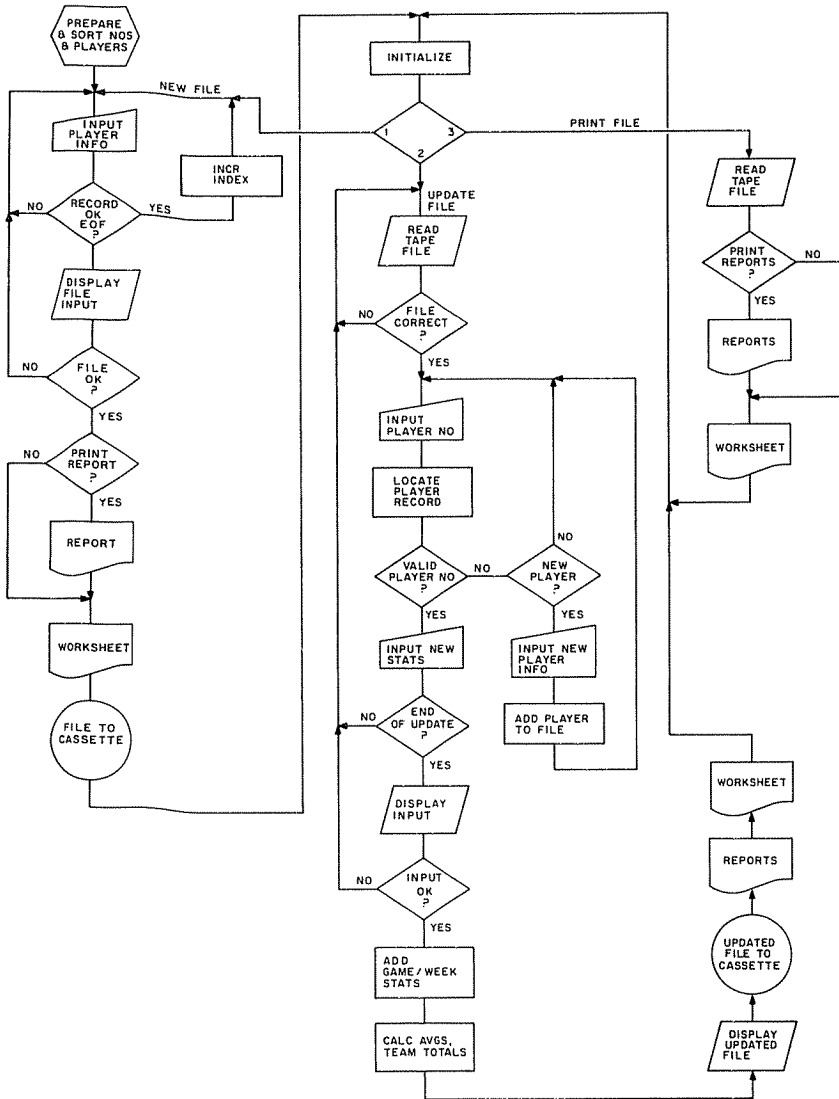 PREPARE
& SORT NOS
& PLAYERS
NEW FILE
INPUT
PLAYER
INFO
INCR
INDEX
RECORD
OK
EOF
?
NO
YES
DISPLAY
FILE
INPUT
FILE
OK
?
NO
YES
PRINT
REPORT
?
NO
YES
REPORT
WORKSHEET
FILE TO
CASSETTE
INITIALIZE
1
2
3
PRINT FILE
UPDATE
FILE
READ
TAPE
FILE
FILE
CORRECT
?
NO
YES
INPUT
PLAYER NO
LOCATE
PLAYER
RECORD
VALID
PLAYER NO
?
NO
YES
NEW
PLAYER
?
NO
YES
INPUT NEW
STATS
INPUT NEW
PLAYER
INFO
ADD PLAYER
TO FILE
END
OF UPDATE
?
NO
YES
DISPLAY
INPUT
INPUT
OK
?
NO
YES
ADD
GAME/WEEK
STATS
CALC AVGS,
TEAM TOTALS
READ
TAPE
FILE
PRINT
REPORTS
?
NO
YES
REPORTS
WORKSHEET
WORKSHEET
REPORTS
UPDATED
FILE TO
CASSETTE
DISPLAY
UPDATED
FILE